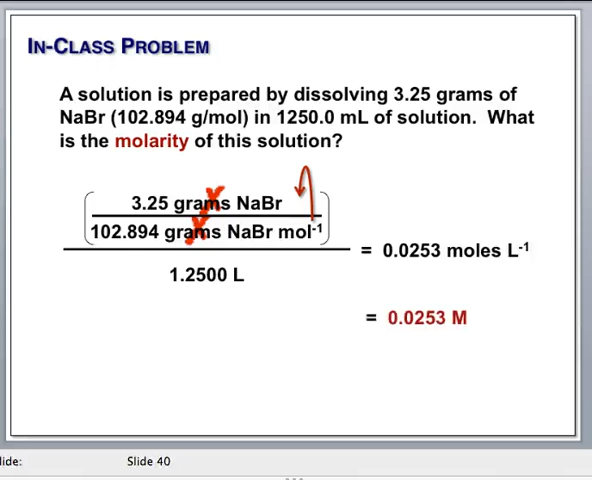 IN-CLASS PROBLEM
A solution is prepared by dissolving 3.25 grams of
NaBr (102.894 g/mol) in 1250.0 mL of solution. What
is the molarity of this solution?
3.25 grams NaBr
102.894 grams NaBr mol⁻¹
= 0.0253 moles L⁻¹
1.2500 L
= 0.0253 M
lide:
Slide 40